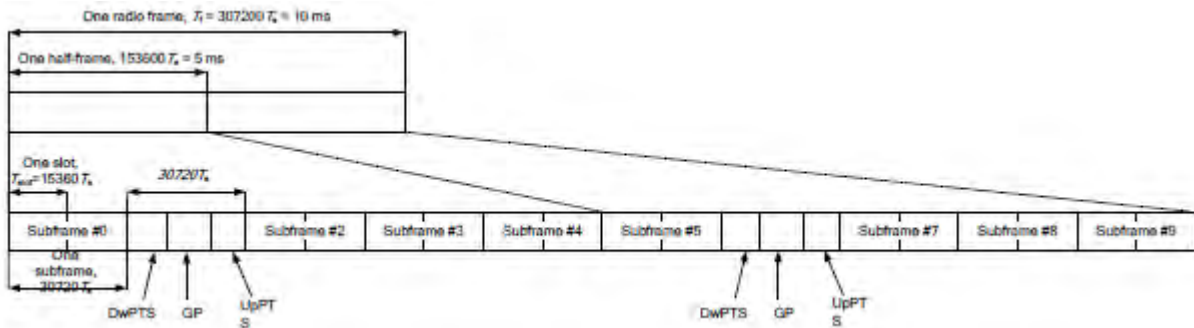 One radio frame, Tf = 307200 Ts = 10 ms
One half-frame, 153600 Ts = 5 ms
One slot,
Tslot=15360 Ts
30720Ts
Subframe #0
Subframe #2
Subframe #3
Subframe #4
Subframe #5
Subframe #7
Subframe #8
Subframe #9
One
subframe,
30720 Ts
DwPTS
GP
UpPT
S
DwPTS
GP
UpPT
S